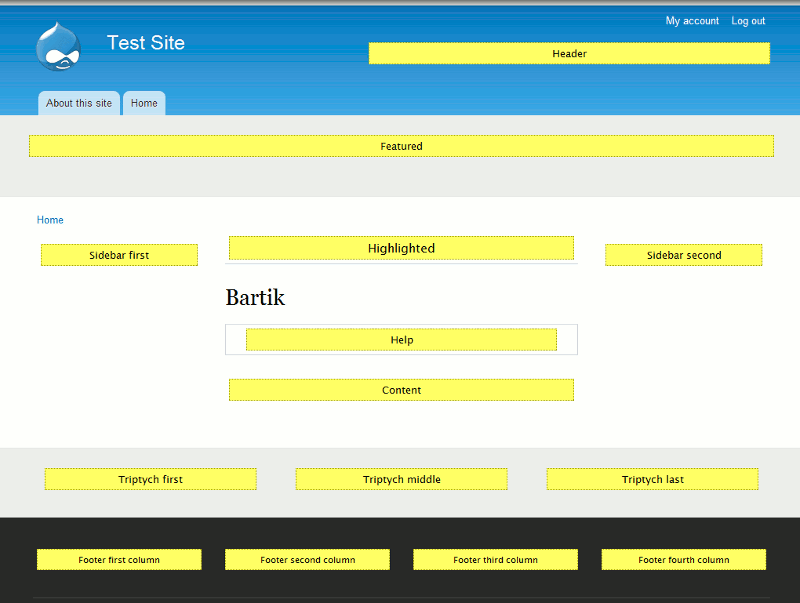 My account Log out
Test Site
Header
About this site Home
Featured
Home
Sidebar first Highlighted Sidebar second
Bartik
Help
Content
Triptych first Triptych middle Triptych last
Footer first column Footer second column Footer third column Footer fourth column